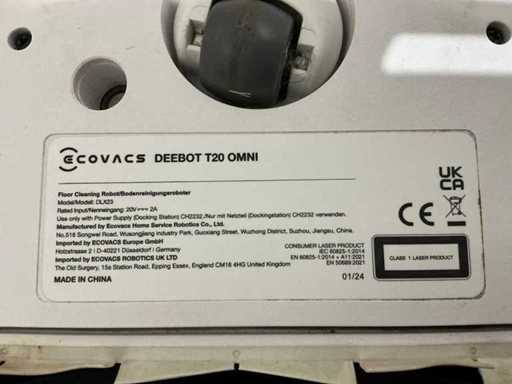 ECOVACS DEEBOT T20 OMNI
Floor Cleaning Robot/Bodenreinigungsroboter
Model/Model: DLX23
Rated Input/Nenneingang: 20V⎓ 2A
Use only with Power Supply (Docking Station) CH2232./Nur mit Netzteil (Dockingstation) CH2232 verwenden.
Manufactured by Ecovacs Home Service Robotics Co., Ltd.
No.518 Songwei Road, Wusongjiang Industry Park, Guoxiang Street, Wuzhong District, Suzhou, Jiangsu, China.
Imported by ECOVACS Europe GmbH
Holzstrasse 2 I D-40221 Düsseldorf / Germany
Imported by ECOVACS ROBOTICS UK LTD
The Old Surgery, 15a Station Road, Epping Essex, England CM16 4HG United Kingdom
MADE IN CHINA
CONSUMER LASER PRODUCT
IEC 60825-1:2014
EN 60825-1:2014 + A11:2021
EN 50689:2021
01/24
UK
CA
CE
CLASS 1 LASER PRODUCT